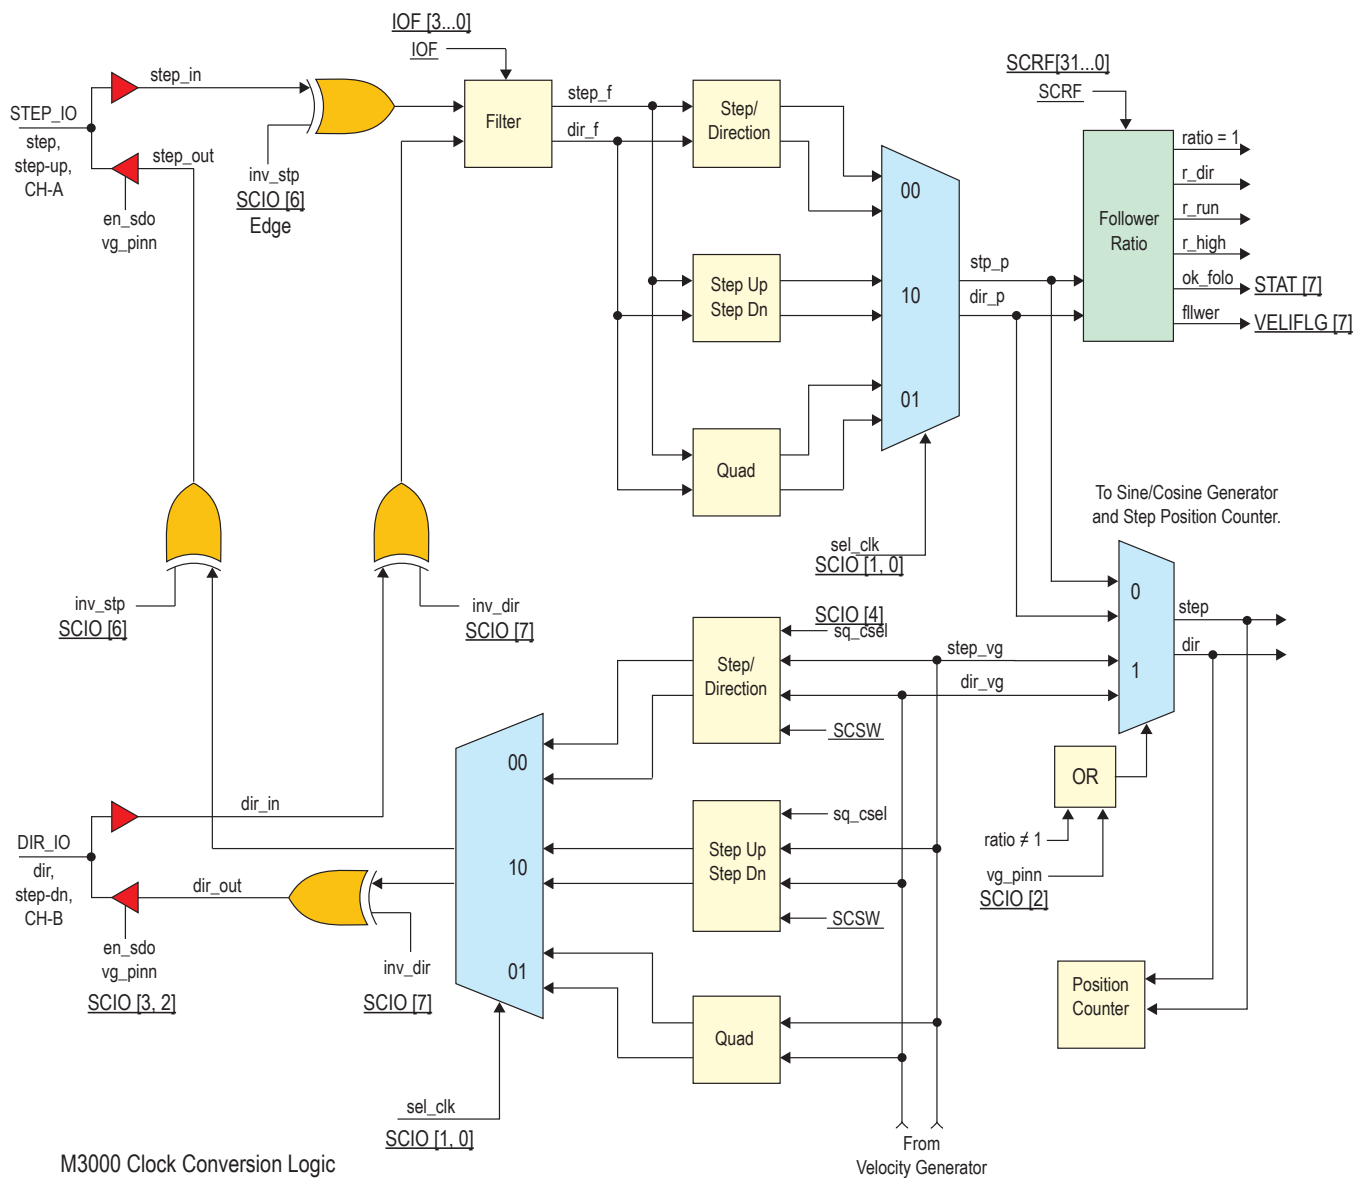 IOF [3...0]
IOF
SCRF[31...0]
SCRF
step_in
STEP_IO
step,
step-up,
CH-A
step_out
en_sdo
vg_pinn
inv_stp
SCIO [6]
Edge
Filter
step_f
dir_f
Step/
Direction
Step Up
Step Dn
Quad
00
10
01
stp_p
dir_p
Follower
Ratio
ratio = 1
r_dir
r_run
r_high
ok_folo
STAT [7]
fllwer
VELIFLG [7]
sel_clk
SCIO [1, 0]
To Sine/Cosine Generator
and Step Position Counter.
inv_stp
SCIO [6]
inv_dir
SCIO [7]
SCIO [4]
sq_csel
Step/
Direction
step_vg
dir_vg
SCSW
0
1
step
dir
OR
ratio ≠ 1
vg_pinn
SCIO [2]
00
10
01
sq_csel
Step Up
Step Dn
SCSW
dir_in
DIR_IO
dir,
step-dn,
CH-B
dir_out
en_sdo
vg_pinn
SCIO [3, 2]
inv_dir
SCIO [7]
Quad
Position
Counter
sel_clk
SCIO [1, 0]
From
Velocity Generator
M3000 Clock Conversion Logic